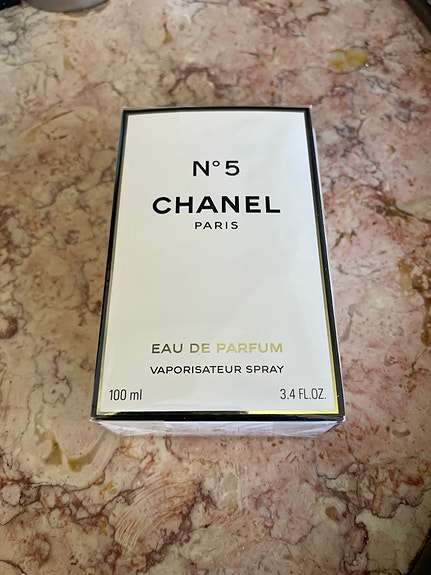 N°5
CHANEL
PARIS
EAU DE PARFUM
VAPORISATEUR SPRAY
100 ml 3.4 FL.OZ.